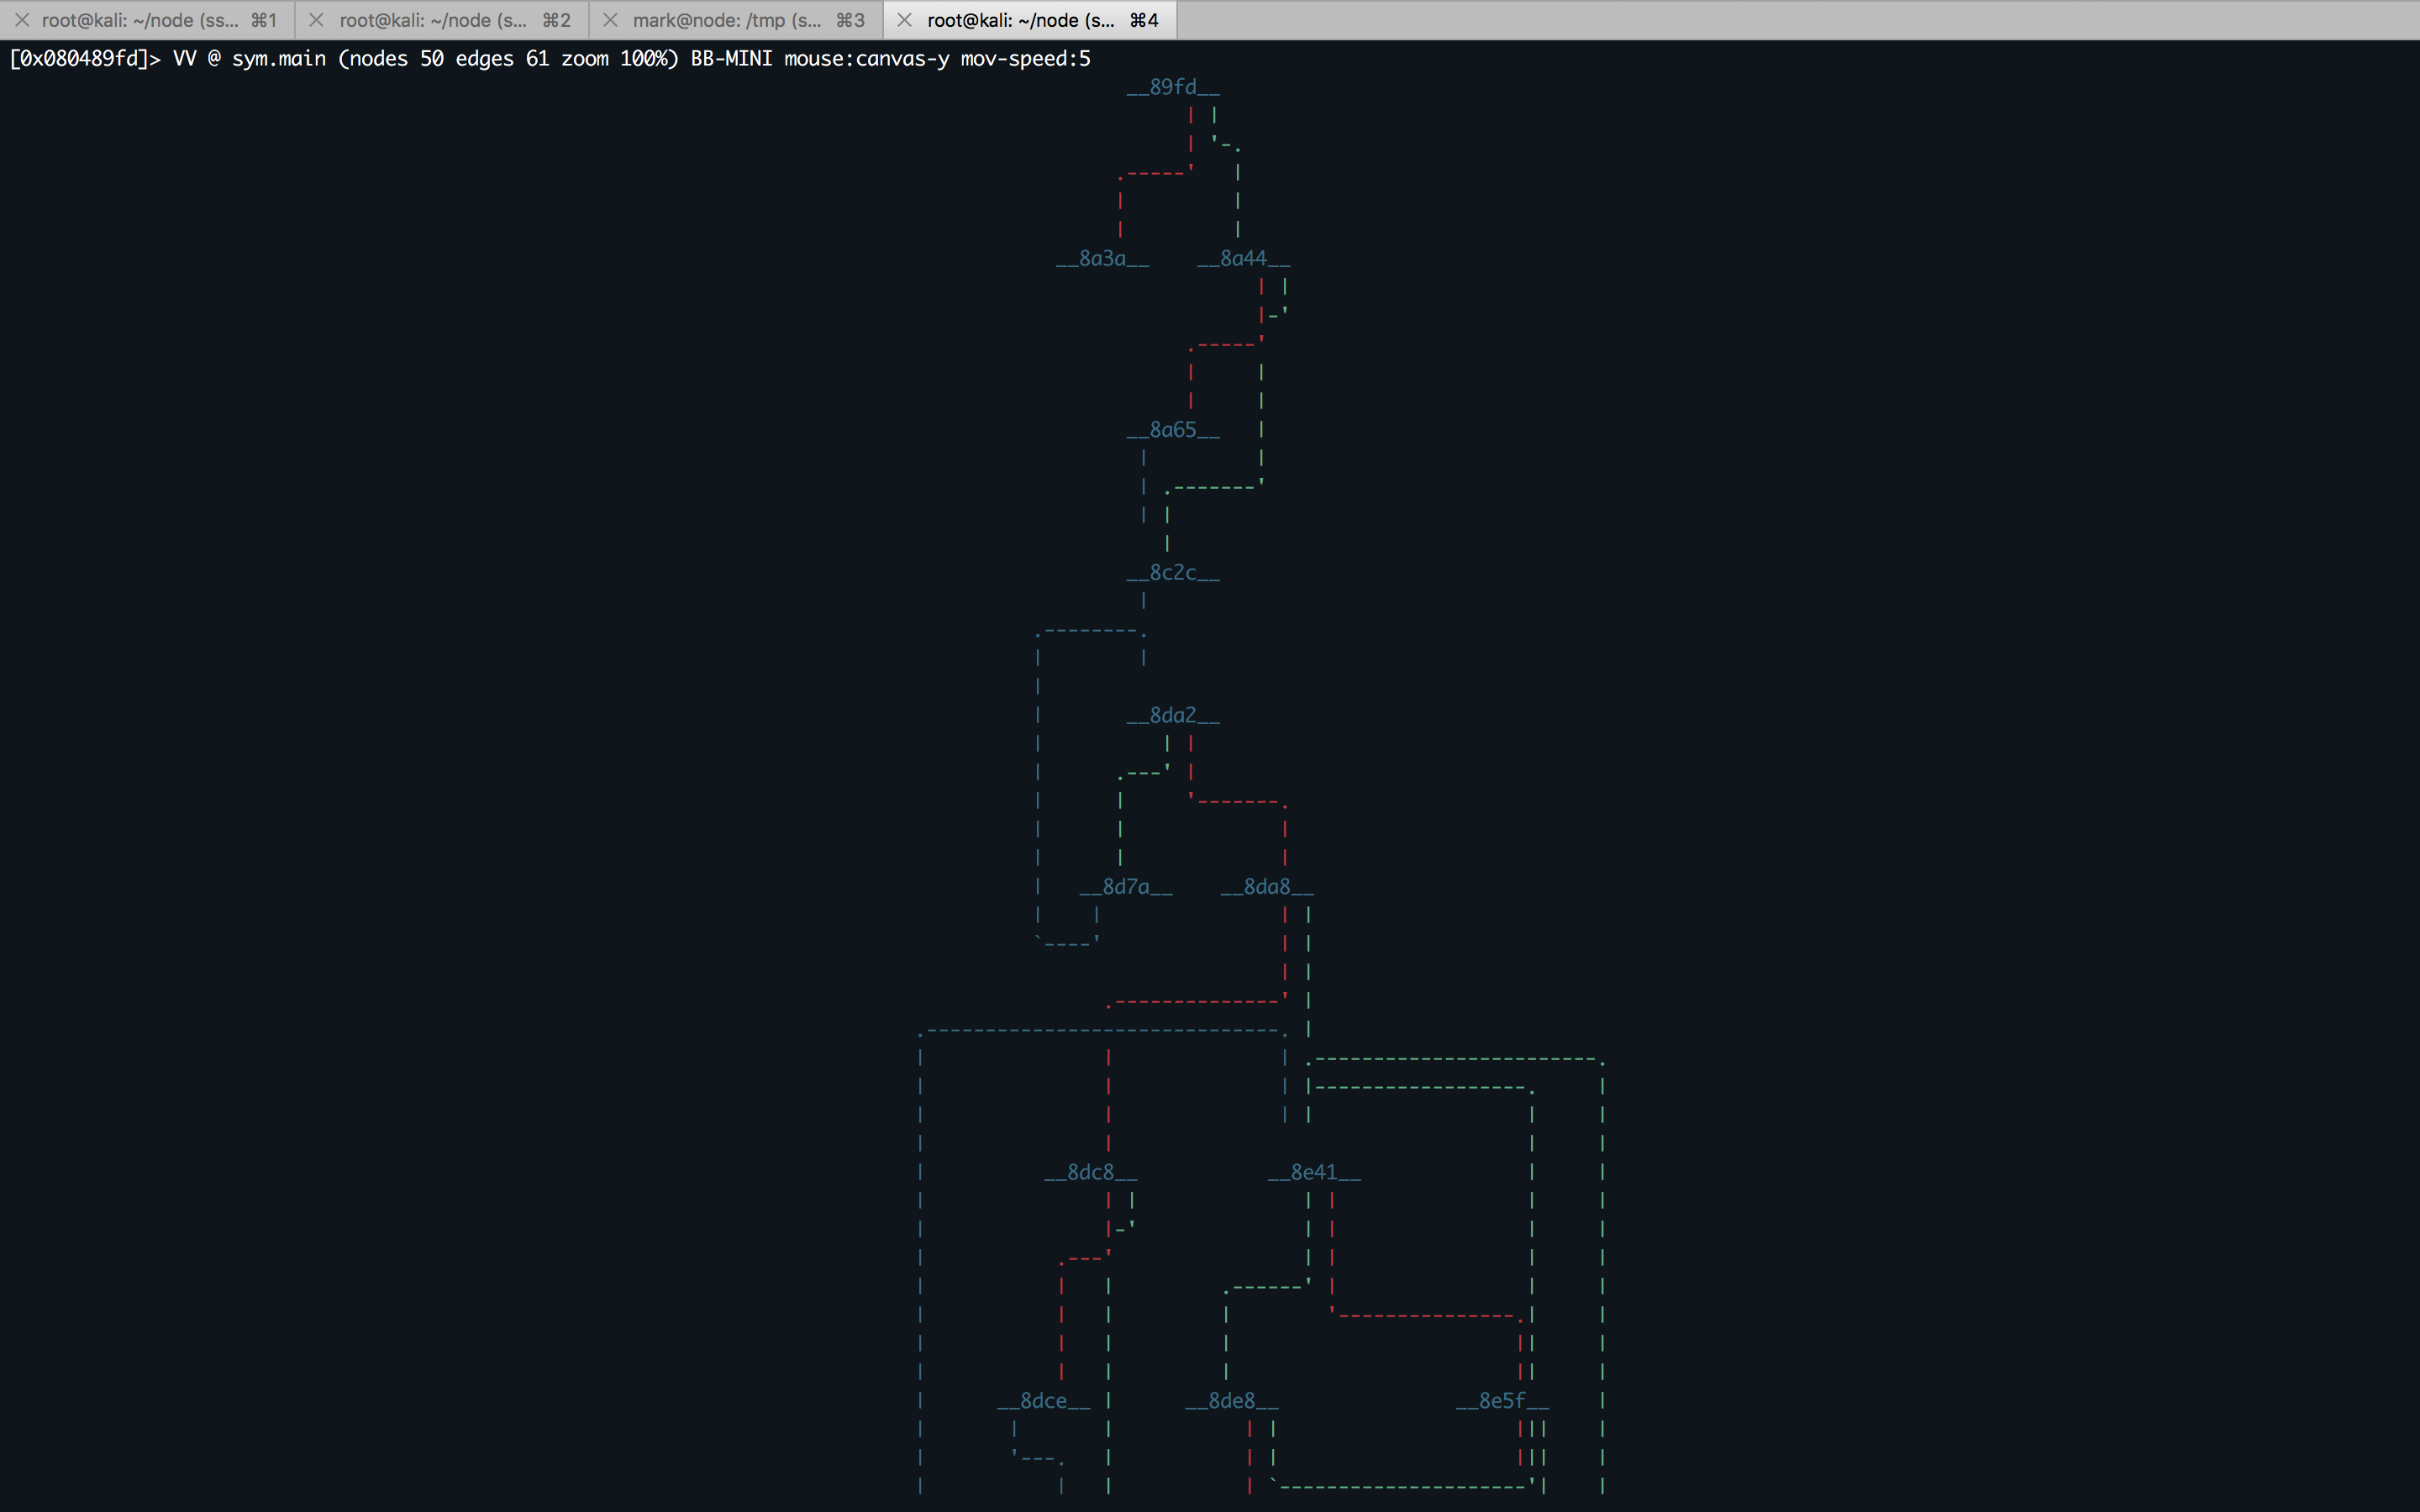 root@kali: ~/node (ss... ⌘1
root@kali: ~/node (s... ⌘2
mark@node: /tmp (s... ⌘3
root@kali: ~/node (s... ⌘4
[0x080489fd]> VV @ sym.main (nodes 50 edges 61 zoom 100%) BB-MINI mouse:canvas-y mov-speed:5
__89fd__
__8a3a__ __8a44__
__8a65__
__8c2c__
__8da2__
__8d7a__ __8da8__
__8dc8__ __8e41__
__8dce__ __8de8__ __8e5f__